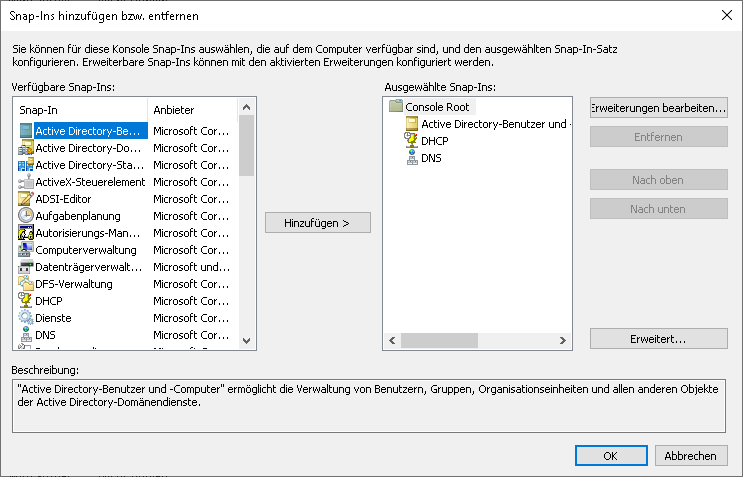 Snap-Ins hinzufügen bzw. entfernen
Sie können für diese Konsole Snap-Ins auswählen, die auf dem Computer verfügbar sind, und den ausgewählten Snap-In-Satz
konfigurieren. Erweiterbare Snap-Ins können mit den aktivierten Erweiterungen konfiguriert werden.
Verfügbare Snap-Ins:
Snap-In Anbieter
Active Directory-Be... Microsoft Cor...
Active Directory-Do... Microsoft Cor...
Active Directory-Sta... Microsoft Cor...
ActiveX-Steuerelement Microsoft Cor...
ADSI-Editor Microsoft Cor...
Aufgabenplanung Microsoft Cor...
Autorisierungs-Man... Microsoft Cor...
Computerverwaltung Microsoft Cor...
Datenträgerverwalt... Microsoft und...
DFS-Verwaltung Microsoft Cor...
DHCP Microsoft Cor...
Dienste Microsoft Cor...
DNS Microsoft Cor...
Hinzufügen >
Ausgewählte Snap-Ins:
Console Root
Active Directory-Benutzer und -
DHCP
DNS
Erweiterungen bearbeiten...
Entfernen
Nach oben
Nach unten
Erweitert...
Beschreibung:
"Active Directory-Benutzer und -Computer" ermöglicht die Verwaltung von Benutzern, Gruppen, Organisationseinheiten und allen anderen Objekte
der Active Directory-Domänendienste.
OK
Abbrechen